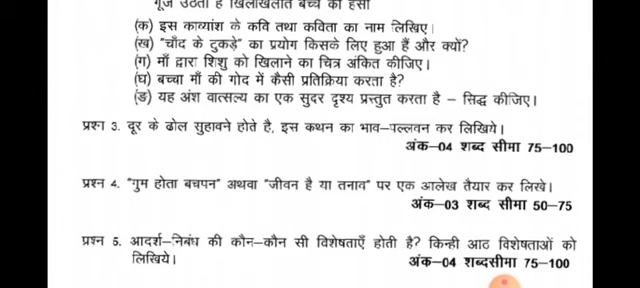 गूँज उठता है खिलखिलाते बच्चे की हँसी
(क) इस काव्यांश के कवि तथा कविता का नाम लिखिए।
(ख) "चाँद के टुकड़े" का प्रयोग किसके लिए हुआ हैं और क्यों?
(ग) माँ द्वारा शिशु को खिलाने का चित्र अंकित कीजिए।
(घ) बच्चा माँ की गोद में कैसी प्रतिक्रिया करता है?
(ड) यह अंश वात्सल्य का एक सुदर दृश्य प्रस्तुत करता है – सिद्ध कीजिए।
प्रश्न 3. दूर के ढोल सुहावने होते है, इस कथन का भाव–पल्लवन कर लिखिये।
अंक–04 शब्द सीमा 75–100
प्रश्न 4. "गुम होता बचपन" अथवा "जीवन है या तनाव" पर एक आलेख तैयार कर लिखे।
अंक–03 शब्द सीमा 50–75
प्रश्न 5. आदर्श–निबंध की कौन–कौन सी विशेषताएँ होती है? किन्ही आठ विशेषताओं को
लिखिये। अंक–04 शब्दसीमा 75–100